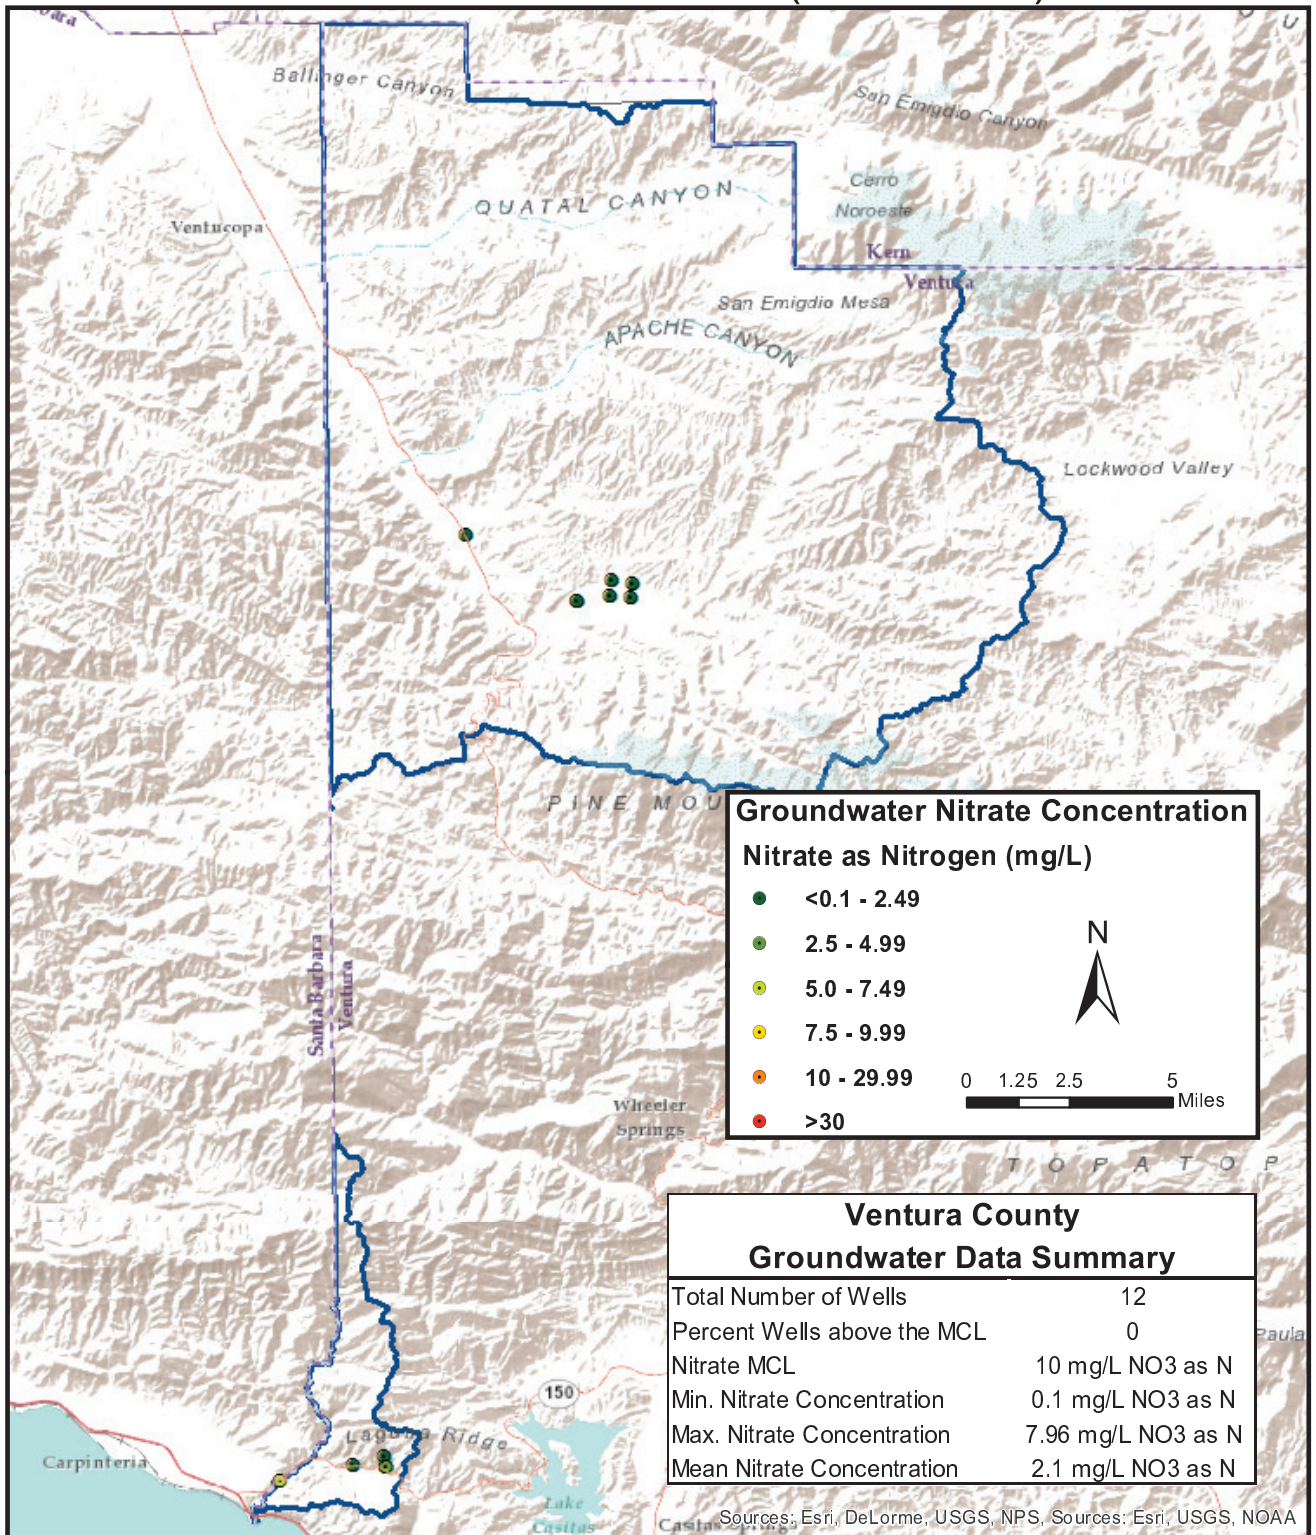 Ballinger Canyon
San Emigdio Canyon
QUATAL CANYON
Cerro
Noroeste
Ventucopa
Kern
Ventura
San Emigdio Mesa
APACHE CANYON
Lockwood Valley
PINE MOU
Groundwater Nitrate Concentration
Nitrate as Nitrogen (mg/L)
<0.1 - 2.49
2.5 - 4.99
5.0 - 7.49
7.5 - 9.99
10 - 29.99
>30
N
0 1.25 2.5 5
Miles
Santa Barbara
Ventura
Wheeler
Springs
TOPATOP
Ventura County
Groundwater Data Summary
Total Number of Wells 12
Percent Wells above the MCL 0
Nitrate MCL 10 mg/L NO3 as N
Min. Nitrate Concentration 0.1 mg/L NO3 as N
Max. Nitrate Concentration 7.96 mg/L NO3 as N
Mean Nitrate Concentration 2.1 mg/L NO3 as N
Paula
150
Laguna Ridge
Carpinteria
Lake
Casitas
Casitas Springs
Sources: Esri, DeLorme, USGS, NPS, Sources: Esri, USGS, NOAA